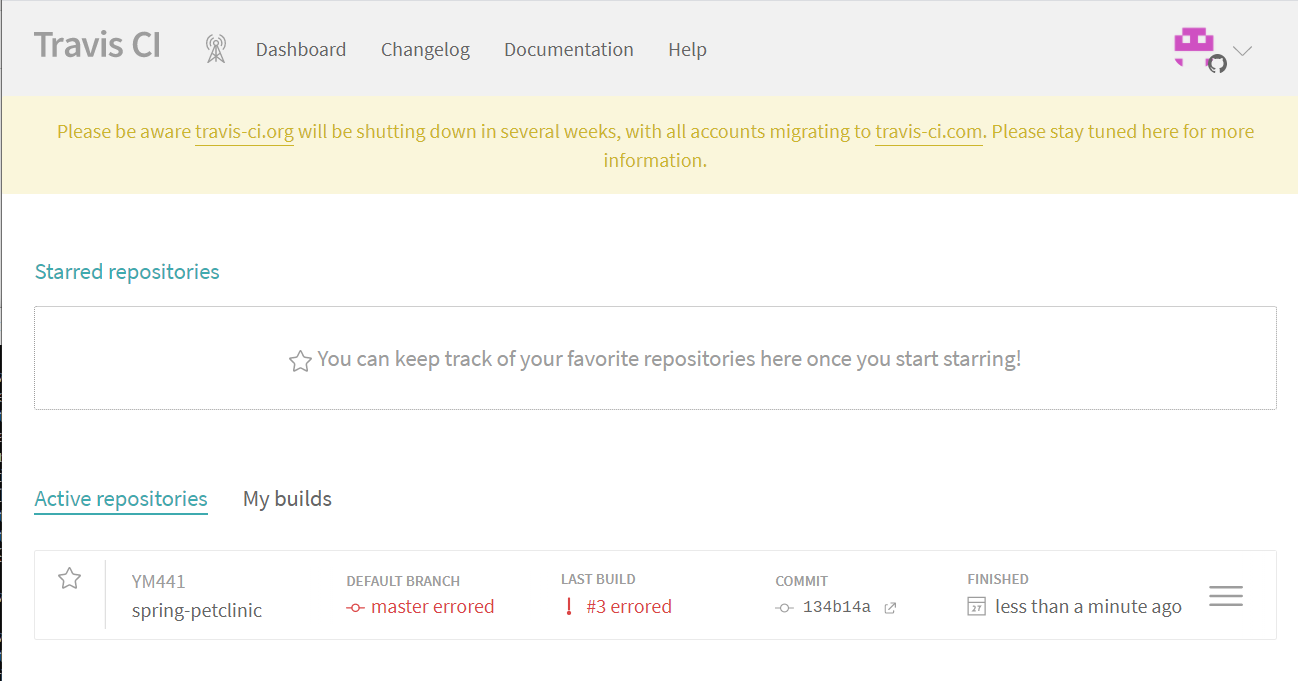 Travis CI Dashboard Changelog Documentation Help
Please be aware travis-ci.org will be shutting down in several weeks, with all accounts migrating to travis-ci.com. Please stay tuned here for more
information.
Starred repositories
You can keep track of your favorite repositories here once you start starring!
Active repositories My builds
YM441 DEFAULT BRANCH LAST BUILD COMMIT FINISHED
spring-petclinic master errored #3 errored 134b14a 27 less than a minute ago